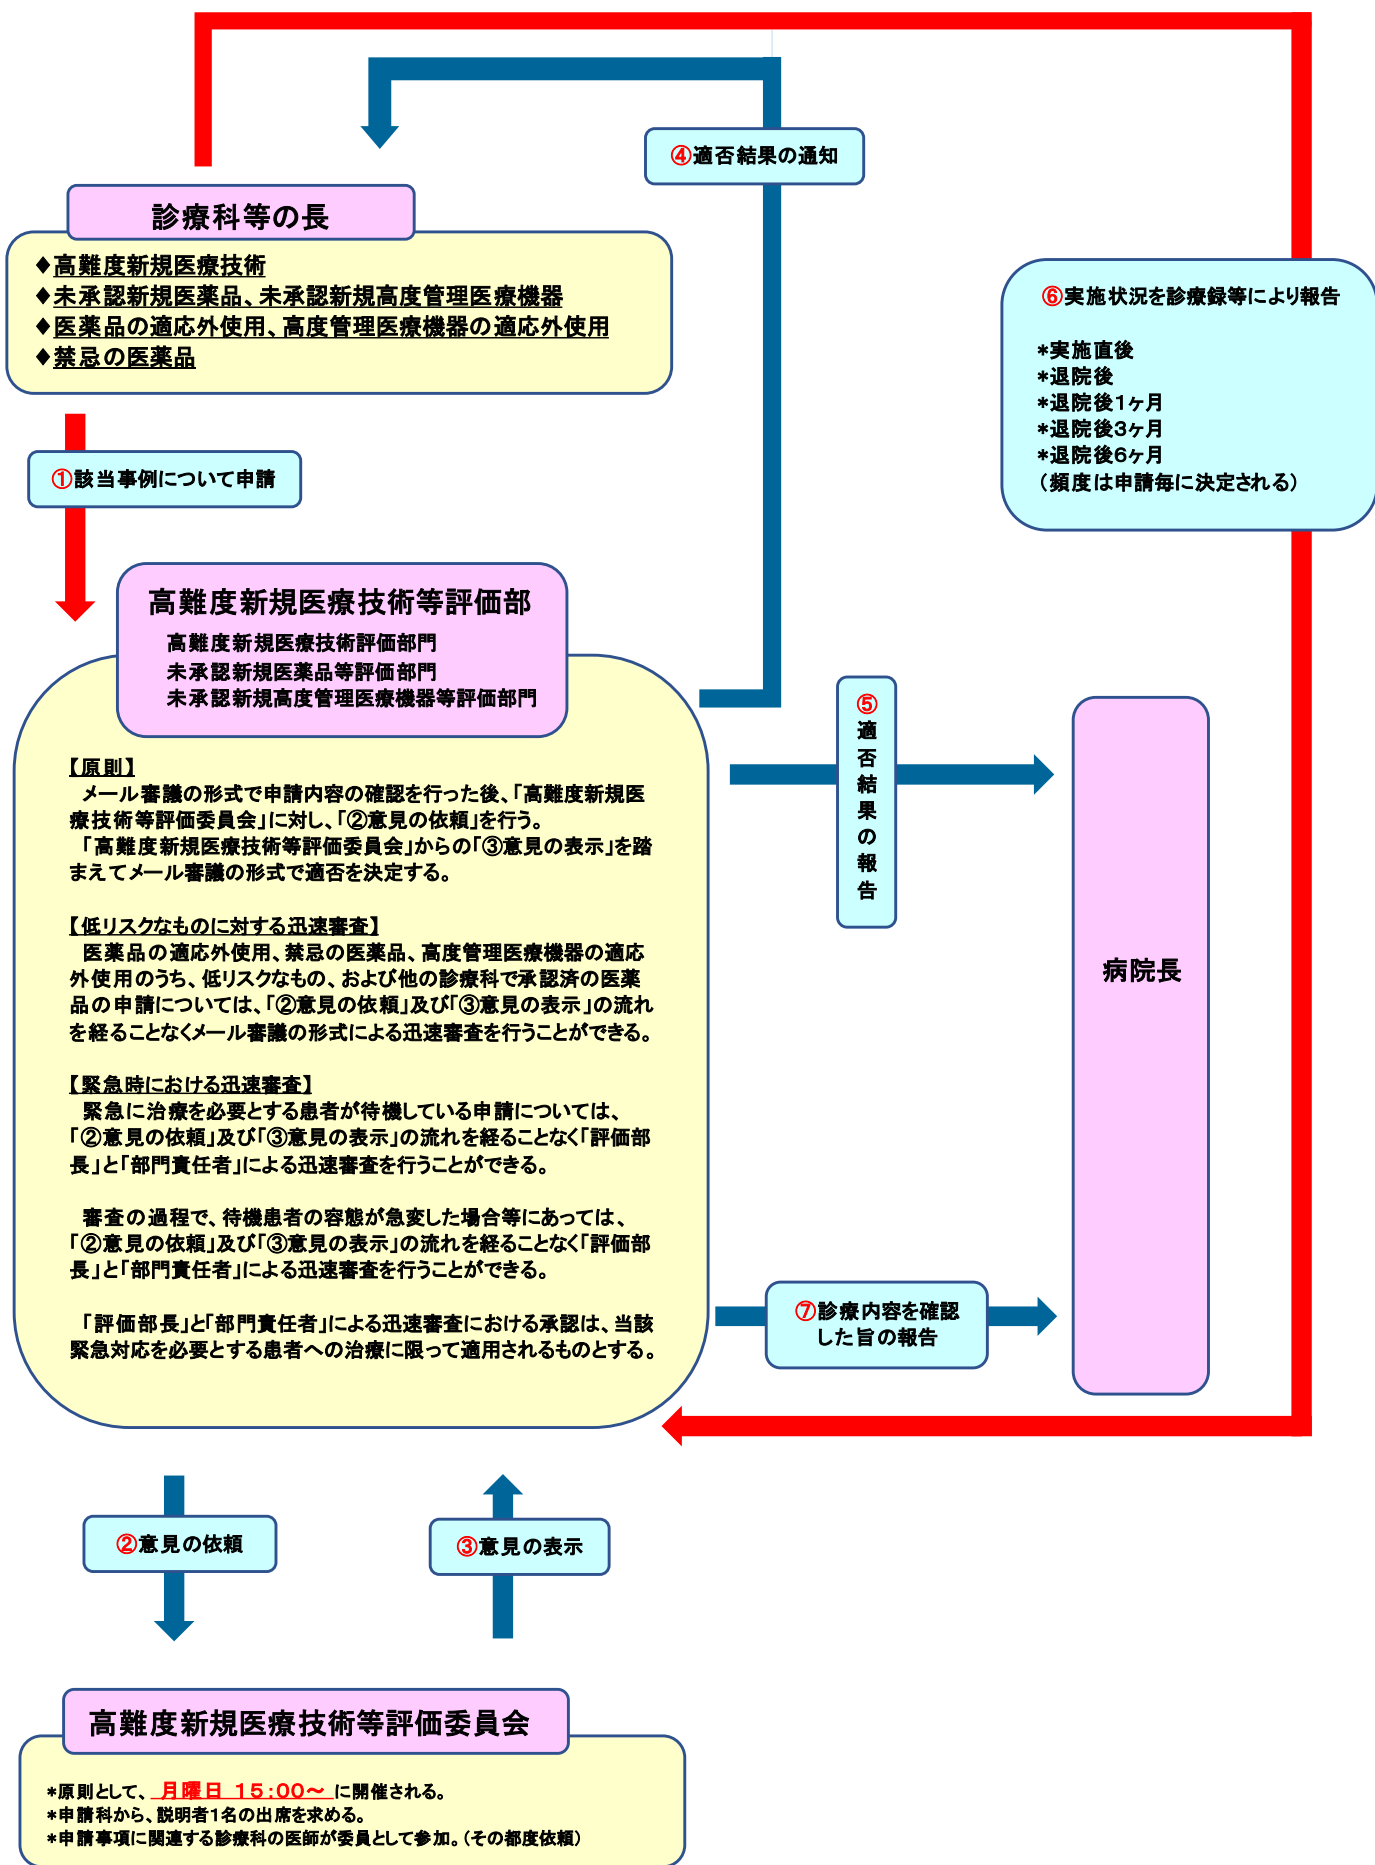 ④適否結果の通知
診療科等の長
♦高難度新規医療技術
♦未承認新規医薬品、未承認新規高度管理医療機器
♦医薬品の適応外使用、高度管理医療機器の適応外使用
♦禁忌の医薬品
⑥実施状況を診療録等により報告
*実施直後
*退院後
*退院後1ヶ月
*退院後3ヶ月
*退院後6ヶ月
（頻度は申請毎に決定される）
①該当事例について申請
高難度新規医療技術等評価部
高難度新規医療技術評価部門
未承認新規医薬品等評価部門
未承認新規高度管理医療機器等評価部門
【原則】
メール審議の形式で申請内容の確認を行った後、「高難度新規医
療技術等評価委員会」に対し、「②意見の依頼」を行う。
「高難度新規医療技術等評価委員会」からの「③意見の表示」を踏
まえてメール審議の形式で適否を決定する。
【低リスクなものに対する迅速審査】
医薬品の適応外使用、禁忌の医薬品、高度管理医療機器の適応
外使用のうち、低リスクなもの、および他の診療科で承認済の医薬
品の申請については、「②意見の依頼」及び「③意見の表示」の流れ
を経ることなくメール審議の形式による迅速審査を行うことができる。
【緊急時における迅速審査】
緊急に治療を必要とする患者が待機している申請については、
「②意見の依頼」及び「③意見の表示」の流れを経ることなく「評価部
長」と「部門責任者」による迅速審査を行うことができる。
審査の過程で、待機患者の容態が急変した場合等にあっては、
「②意見の依頼」及び「③意見の表示」の流れを経ることなく「評価部
長」と「部門責任者」による迅速審査を行うことができる。
「評価部長」と「部門責任者」による迅速審査における承認は、当該
緊急対応を必要とする患者への治療に限って適用されるものとする。
⑤適否結果の報告
病院長
⑦診療内容を確認
した旨の報告
②意見の依頼
③意見の表示
高難度新規医療技術等評価委員会
*原則として、 月曜日 15:00～ に開催される。
*申請科から、説明者1名の出席を求める。
*申請事項に関連する診療科の医師が委員として参加。（その都度依頼）